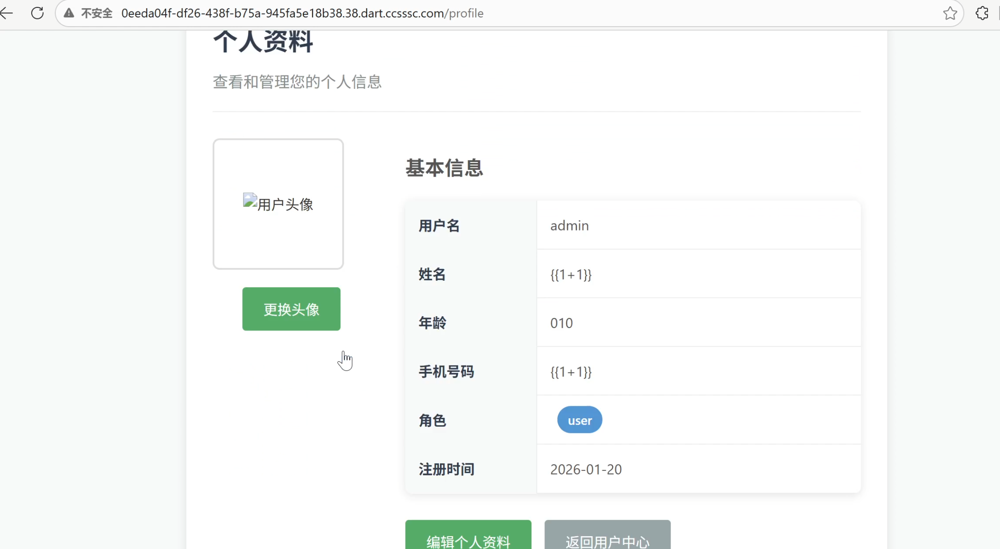 不安全 0eeda04f-df26-438f-b75a-945fa5e18b38.38.dart.ccsssc.com/profile
个人资料
查看和管理您的个人信息
用户头像
更换头像
基本信息
用户名 admin
姓名 {{1+1}}
年龄 010
手机号码 {{1+1}}
角色 user
注册时间 2026-01-20
编辑个人资料 返回用户中心